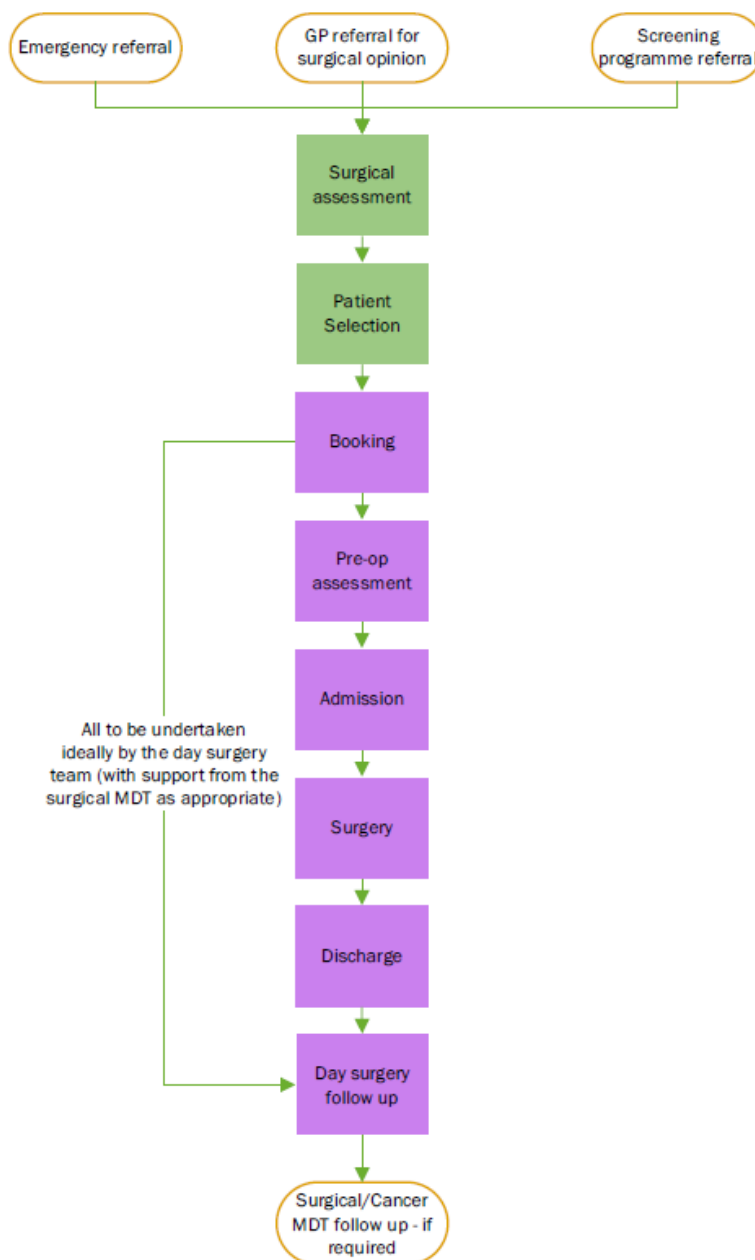 Emergency referral
GP referral for
surgical opinion
Screening
programme referral
Surgical
assessment
Patient
Selection
Booking
Pre-op
assessment
Admission
All to be undertaken
ideally by the day surgery
team (with support from the
surgical MDT as appropriate)
Surgery
Discharge
Day surgery
follow up
Surgical/Cancer
MDT follow up - if
required